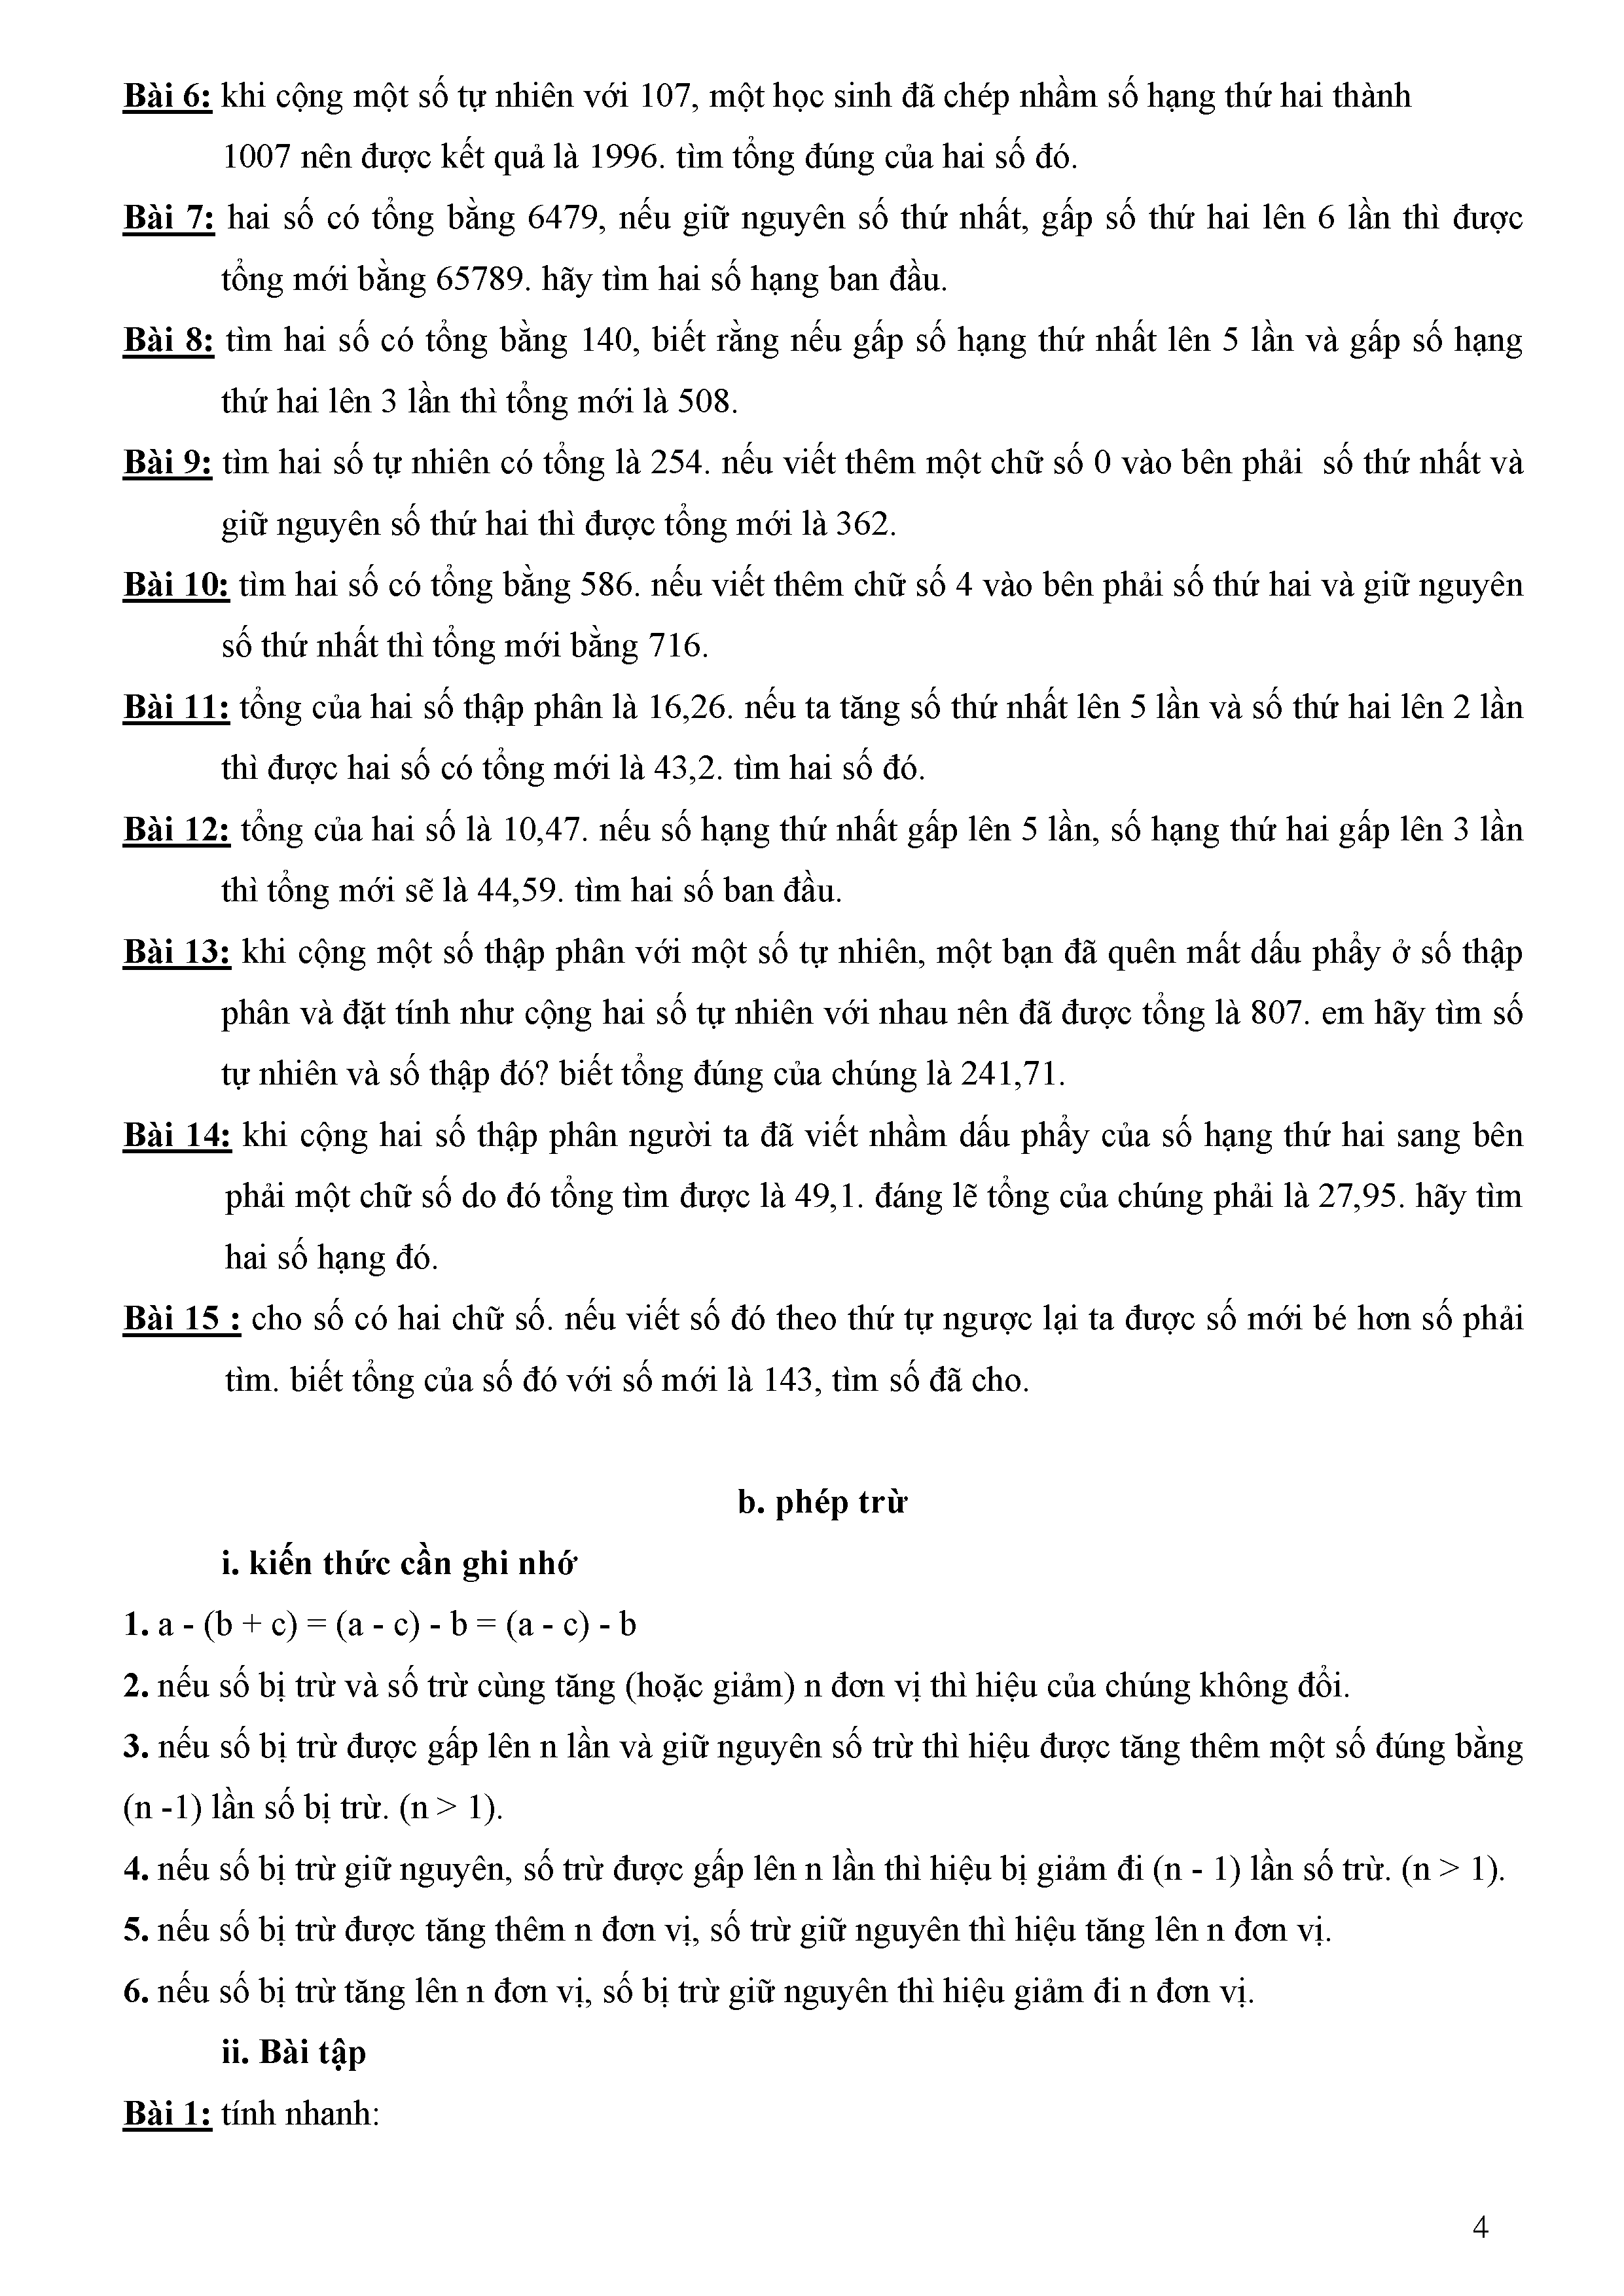 Bài 6: khi cộng một số tự nhiên với 107, một học sinh đã chép nhầm số hạng thứ hai thành
1007 nên được kết quả là 1996. tìm tổng đúng của hai số đó.
Bài 7: hai số có tổng bằng 6479, nếu giữ nguyên số thứ nhất, gấp số thứ hai lên 6 lần thì được
tổng mới bằng 65789. hãy tìm hai số hạng ban đầu.
Bài 8: tìm hai số có tổng bằng 140, biết rằng nếu gấp số hạng thứ nhất lên 5 lần và gấp số hạng
thứ hai lên 3 lần thì tổng mới là 508.
Bài 9: tìm hai số tự nhiên có tổng là 254. nếu viết thêm một chữ số 0 vào bên phải số thứ nhất và
giữ nguyên số thứ hai thì được tổng mới là 362.
Bài 10: tìm hai số có tổng bằng 586. nếu viết thêm chữ số 4 vào bên phải số thứ hai và giữ nguyên
số thứ nhất thì tổng mới bằng 716.
Bài 11: tổng của hai số thập phân là 16,26. nếu ta tăng số thứ nhất lên 5 lần và số thứ hai lên 2 lần
thì được hai số có tổng mới là 43,2. tìm hai số đó.
Bài 12: tổng của hai số là 10,47. nếu số hạng thứ nhất gấp lên 5 lần, số hạng thứ hai gấp lên 3 lần
thì tổng mới sẽ là 44,59. tìm hai số ban đầu.
Bài 13: khi cộng một số thập phân với một số tự nhiên, một bạn đã quên mất dấu phẩy ở số thập
phân và đặt tính như cộng hai số tự nhiên với nhau nên đã được tổng là 807. em hãy tìm số
tự nhiên và số thập đó? biết tổng đúng của chúng là 241,71.
Bài 14: khi cộng hai số thập phân người ta đã viết nhầm dấu phẩy của số hạng thứ hai sang bên
phải một chữ số do đó tổng tìm được là 49,1. đáng lẽ tổng của chúng phải là 27,95. hãy tìm
hai số hạng đó.
Bài 15 : cho số có hai chữ số. nếu viết số đó theo thứ tự ngược lại ta được số mới bé hơn số phải
tìm. biết tổng của số đó với số mới là 143, tìm số đã cho.
b. phép trừ
i. kiến thức cần ghi nhớ
1. a - (b + c) = (a - c) - b = (a - c) - b
2. nếu số bị trừ và số trừ cùng tăng (hoặc giảm) n đơn vị thì hiệu của chúng không đổi.
3. nếu số bị trừ được gấp lên n lần và giữ nguyên số trừ thì hiệu được tăng thêm một số đúng bằng
(n -1) lần số bị trừ. (n > 1).
4. nếu số bị trừ giữ nguyên, số trừ được gấp lên n lần thì hiệu bị giảm đi (n - 1) lần số trừ. (n > 1).
5. nếu số bị trừ được tăng thêm n đơn vị, số trừ giữ nguyên thì hiệu tăng lên n đơn vị.
6. nếu số bị trừ tăng lên n đơn vị, số bị trừ giữ nguyên thì hiệu giảm đi n đơn vị.
ii. Bài tập
Bài 1: tính nhanh:
4